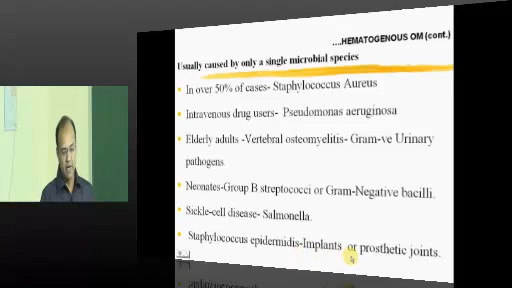 ....HEMATOGENOUS OM (cont.)
Usually caused by only a single microbial species
In over 50% of cases- Staphylococcus Aureus
Intravenous drug users- Pseudomonas aeruginosa
Elderly adults -Vertebral osteomyelitis- Gram-ve Urinary
pathogens.
Neonates-Group B streptococci or Gram-Negative bacilli.
Sickle-cell disease- Salmonella.
Staphylococcus epidermidis-Implants or prosthetic joints.